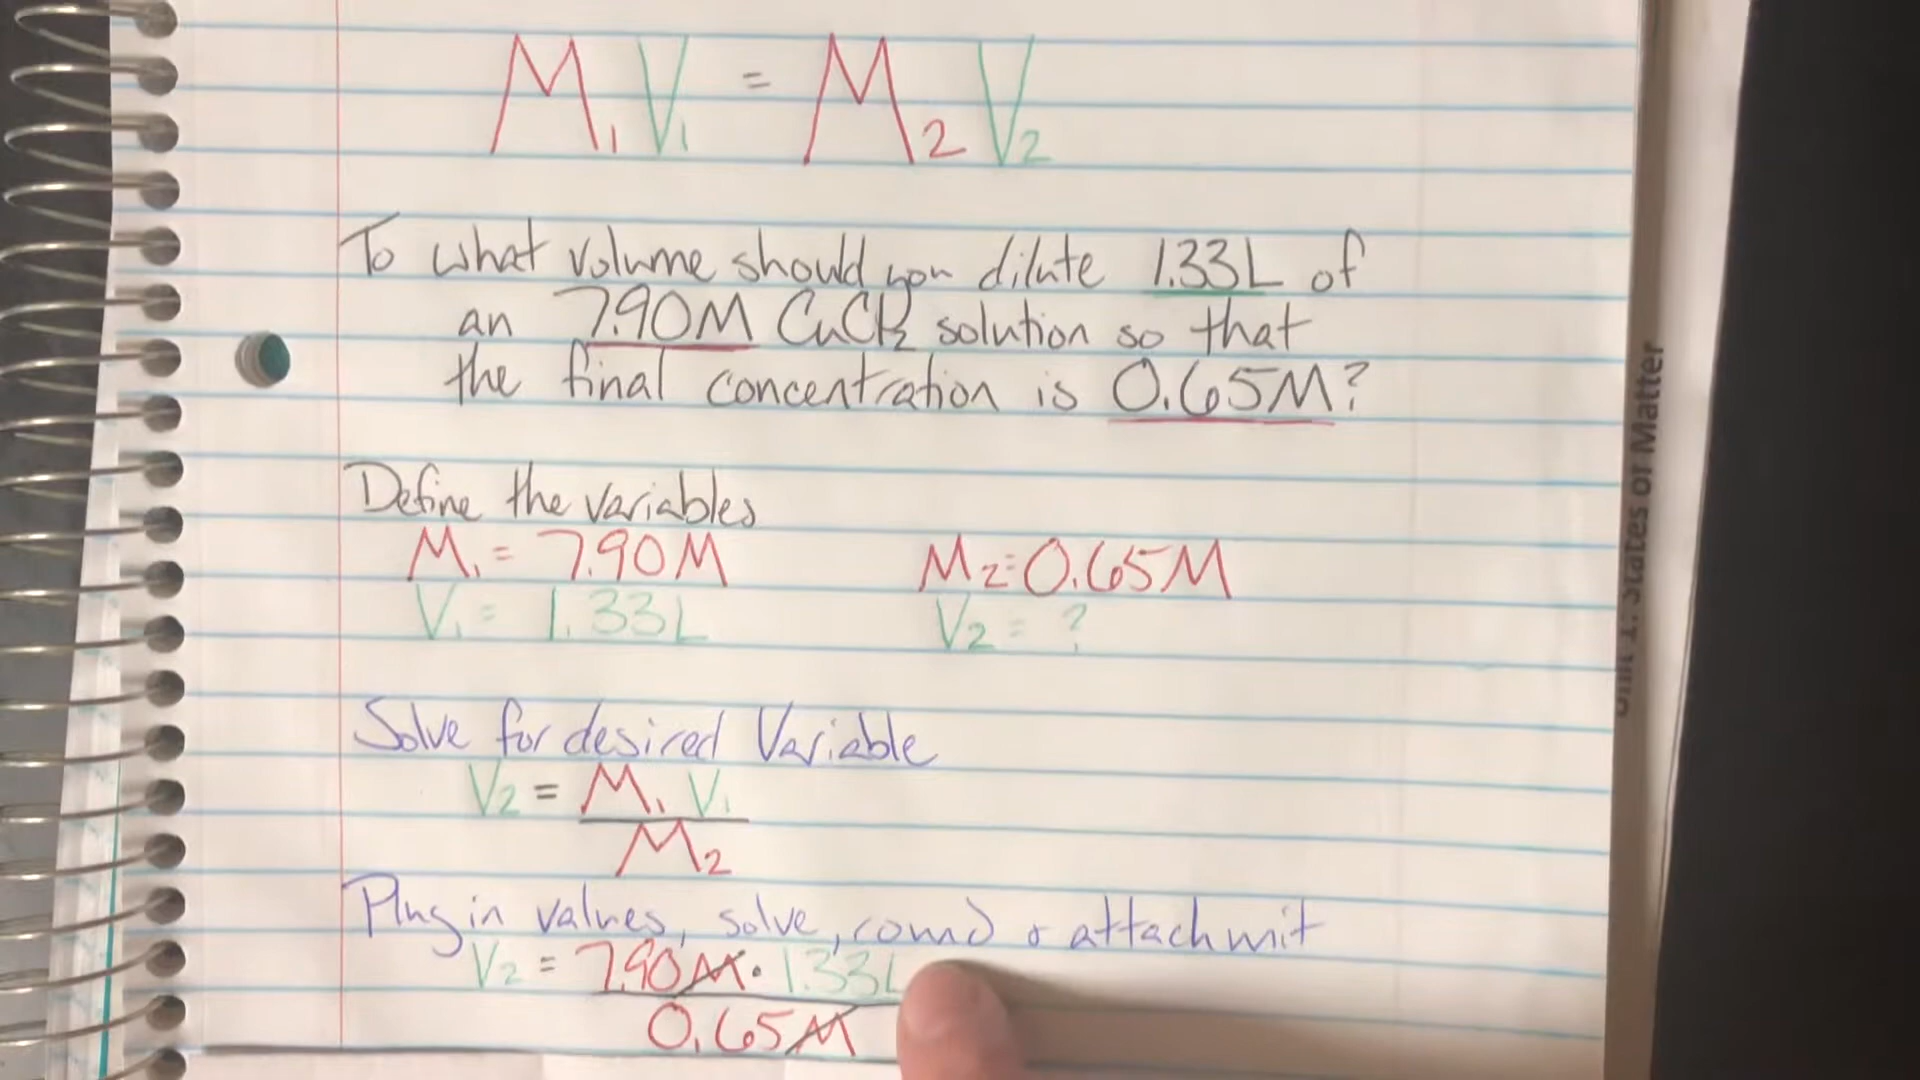 M₁V₁ = M₂V₂
To what volume should you dilute 1.33L of
an 7.90M CuCl₂ solution so that
the final concentration is 0.65M?
Define the variables
M₁ = 7.90M M₂ = 0.65M
V₁ = 1.33L V₂ = ?
Solve for desired Variable
V₂ = M₁ V₁
M₂
Plug in values, solve, round & attach unit
V₂ = 7.90M · 1.33L
0.65M
Unit 1: States of Matter